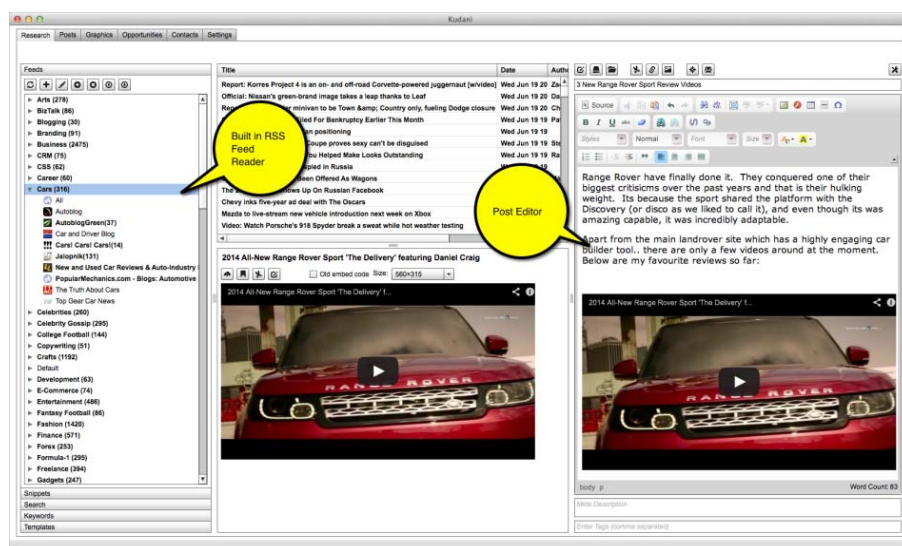 Kudani
Research Posts Graphics Opportunities Contacts Settings
Feeds
Arts (278)
BizTalk (86)
Blogging (30)
Branding (91)
Business (2475)
CRM (75)
CSS (62)
Career (60)
Cars (316)
All
Autoblog
AutoblogGreen(37)
Car and Driver Blog
Cars! Cars! Cars!(14)
Jalopnik(131)
New and Used Car Reviews & Auto-Industry
PopularMechanics.com - Blogs: Automotive
The Truth About Cars
Top Gear Car News
Celebrities (260)
Celebrity Gossip (295)
College Football (144)
Copywriting (51)
Crafts (1192)
Default
Development (63)
E-Commerce (74)
Entertainment (486)
Fantasy Football (86)
Fashion (1420)
Finance (571)
Forex (253)
Formula-1 (295)
Freelance (394)
Gadgets (247)
Snippets
Search
Keywords
Templates
Built in RSS
Feed
Reader
Title Date Autho
Report: Korres Project 4 is an on- and off-road Corvette-powered juggernaut [w/video] Wed Jun 19 20 Za
Official: Nissan's green-brand image takes a leap thanks to Leaf Wed Jun 19 20 Da
minivan to be Town &amp; Country only, fueling Dodge closure Wed Jun 19 20 Ch
Filed For Bankruptcy Earlier This Month Wed Jun 19 19 Pa
an positioning Wed Jun 19 19
Coupe proves sexy can't be disguised Wed Jun 19 19 Ste
You Helped Make Looks Outstanding Wed Jun 19 19 Ra
spied in Russia Wed Jun 19 19
Been Offered As Wagons
ows Up On Russian Facebook
Chevy inks five-year ad deal with The Oscars
Mazda to live-stream new vehicle introduction next week on Xbox
Video: Watch Porsche's 918 Spyder break a sweat while hot weather testing
Post Editor
2014 All-New Range Rover Sport 'The Delivery' featuring Daniel Craig
Old embed code Size: 560×315
2014 All-New Range Rover Sport 'The Delivery' f...
RANGE ROVER
3 New Range Rover Sport Review Videos
Source
B I U abc
Styles Normal Font Size
Range Rover have finally done it. They conquered one of their
biggest critisicms over the past years and that is their hulking
weight. Its because the sport shared the platform with the
Discovery (or disco as we liked to call it), and even though its was
amazing capable, it was incredibly adaptable.
Apart from the main landrover site which has a highly engaging car
builder tool.. there are only a few videos around at the moment.
Below are my favourite reviews so far:
2014 All-New Range Rover Sport 'The Delivery' f...
RANGE ROVER
body p Word Count: 63
Meta Description
Enter Tags (comma separated)